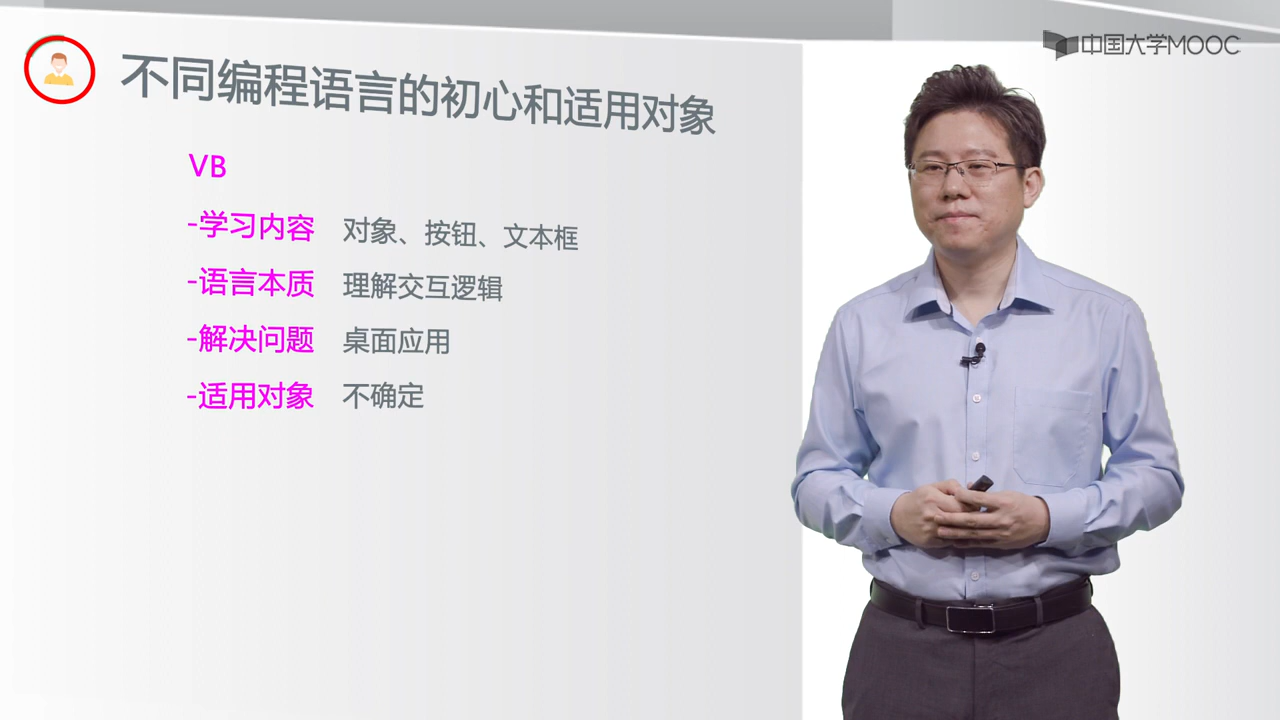 中国大学MOOC
不同编程语言的初心和适用对象
VB
-学习内容 对象、按钮、文本框
-语言本质 理解交互逻辑
-解决问题 桌面应用
-适用对象 不确定